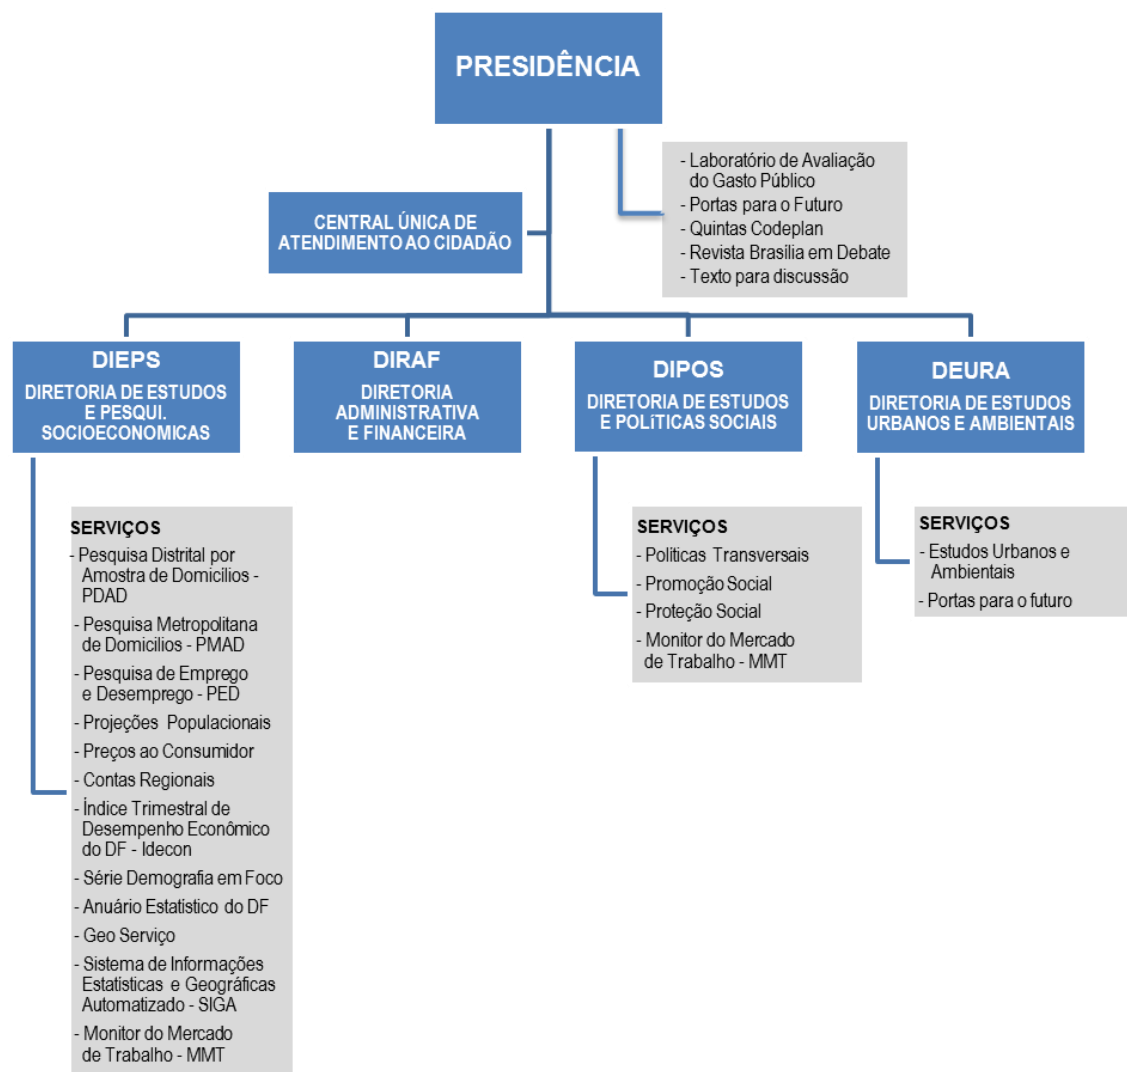 PRESIDÊNCIA
- Laboratório de Avaliação
do Gasto Público
- Portas para o Futuro
- Quintas Codeplan
- Revista Brasília em Debate
- Texto para discussão
CENTRAL ÚNICA DE
ATENDIMENTO AO CIDADÃO
DIEPS
DIRETORIA DE ESTUDOS
E PESQUI.
SOCIOECONOMICAS
DIRAF
DIRETORIA
ADMINISTRATIVA
E FINANCEIRA
DIPOS
DIRETORIA DE ESTUDOS
E POLíTICAS SOCIAIS
DEURA
DIRETORIA DE ESTUDOS
URBANOS E AMBIENTAIS
SERVIÇOS
- Pesquisa Distrital por
Amostra de Domicilios -
PDAD
- Pesquisa Metropolitana
de Domicilios - PMAD
- Pesquisa de Emprego
e Desemprego - PED
- Projeções Populacionais
- Preços ao Consumidor
- Contas Regionais
- Índice Trimestral de
Desempenho Econômico
do DF - Idecon
- Série Demografia em Foco
- Anuário Estatístico do DF
- Geo Serviço
- Sistema de Informações
Estatísticas e Geográficas
Automatizado - SIGA
- Monitor do Mercado
de Trabalho - MMT
SERVIÇOS
- Políticas Transversais
- Promoção Social
- Proteção Social
- Monitor do Mercado
de Trabalho - MMT
SERVIÇOS
- Estudos Urbanos e
Ambientais
- Portas para o futuro